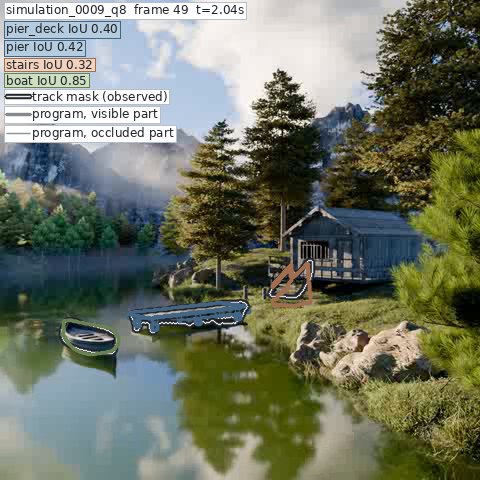 simulation_0009_q8 frame 49 t=2.04s
pier_deck IoU 0.40
pier IoU 0.42
stairs IoU 0.32
boat IoU 0.85
track mask (observed)
program, visible part
program, occluded part